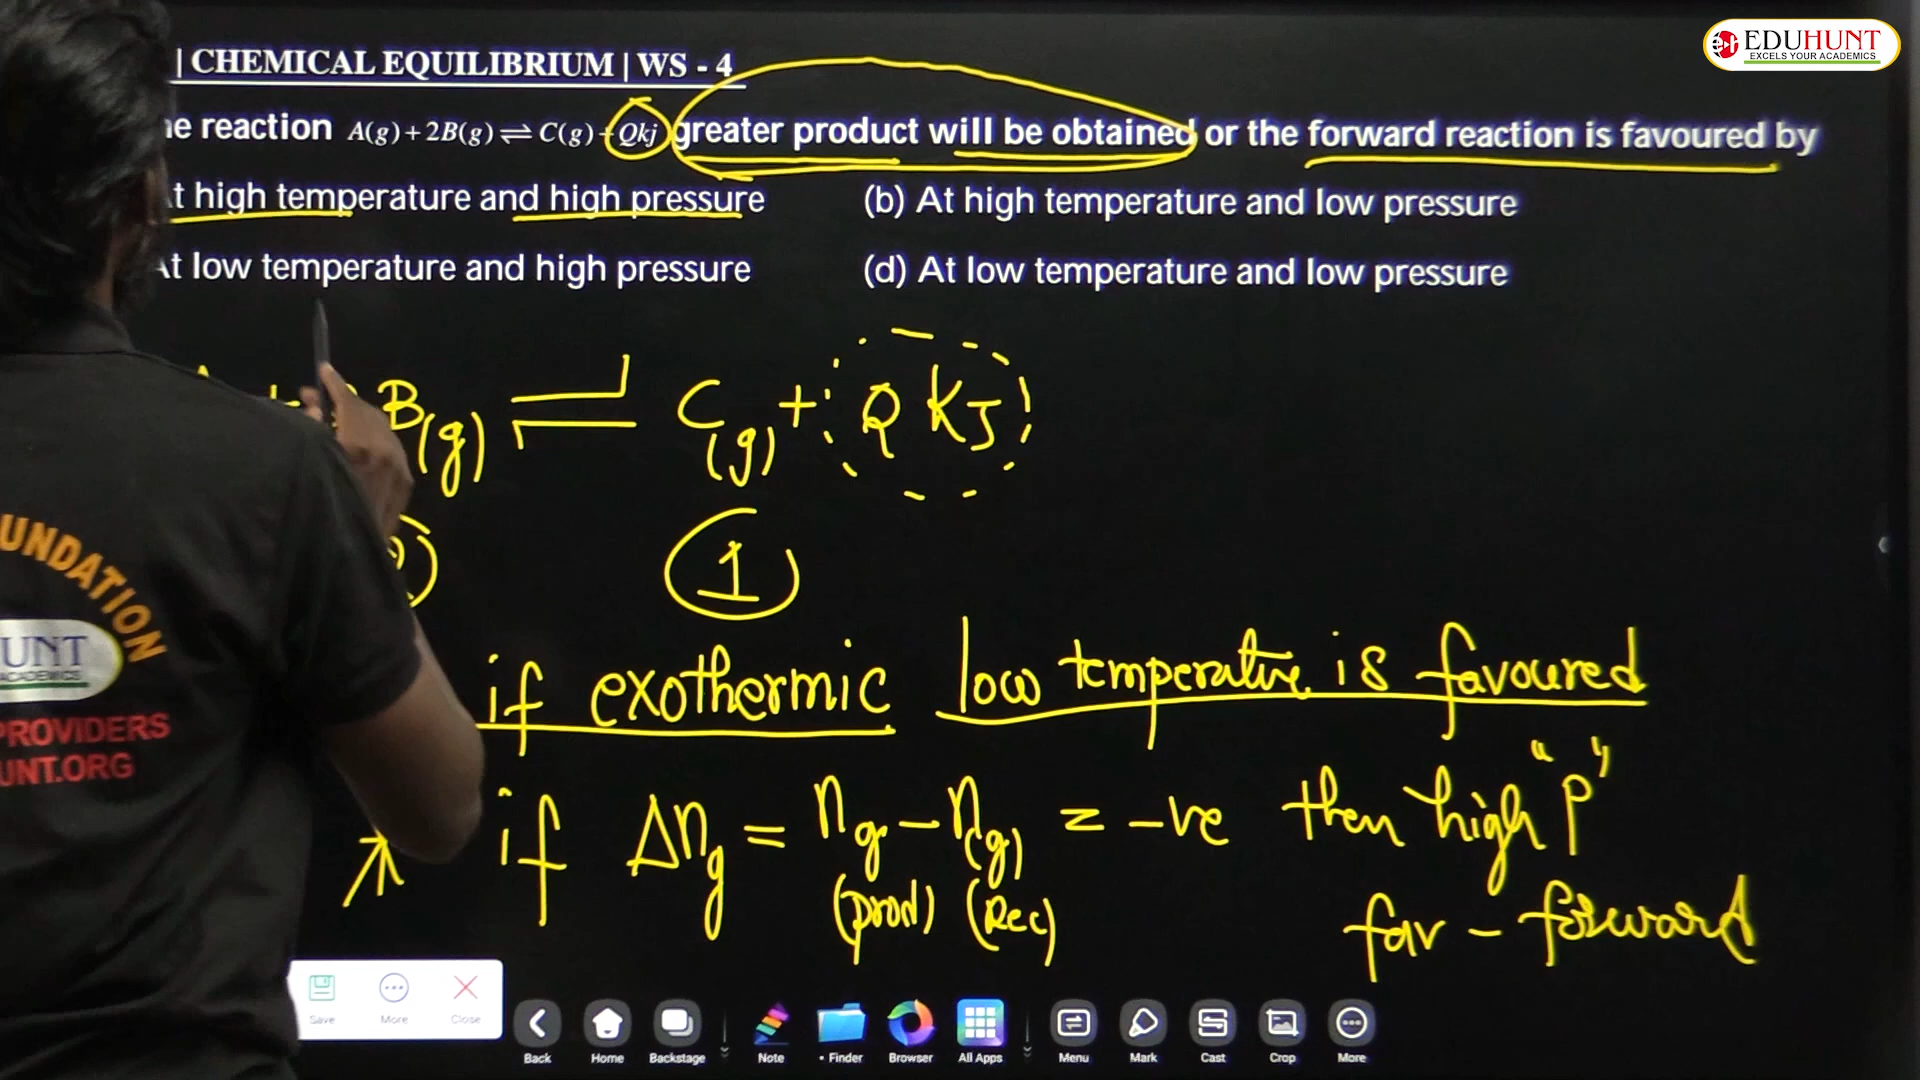 EDUHUNT
EXCELS YOUR ACADEMICS
| CHEMICAL EQUILIBRIUM | WS - 4
reaction A(g)+2B(g)⇌C(g)+Qkj greater product will be obtained or the forward reaction is favoured by
high temperature and high pressure
(b) At high temperature and low pressure
At low temperature and high pressure
(d) At low temperature and low pressure
B(g) ⇌ C(g) + Q KJ
1
if exothermic low temperature is favoured
if Δng = ng - n(g) = -ve then high "P"
(prod) (Rec)
fav - forward
UNDATION
UNT
ACADEMICS
PROVIDERS
UNT.ORG
Save
More
Close
Back
Home
Backstage
Note
• Finder
Browser
All Apps
Menu
Mark
Cast
Crop
More